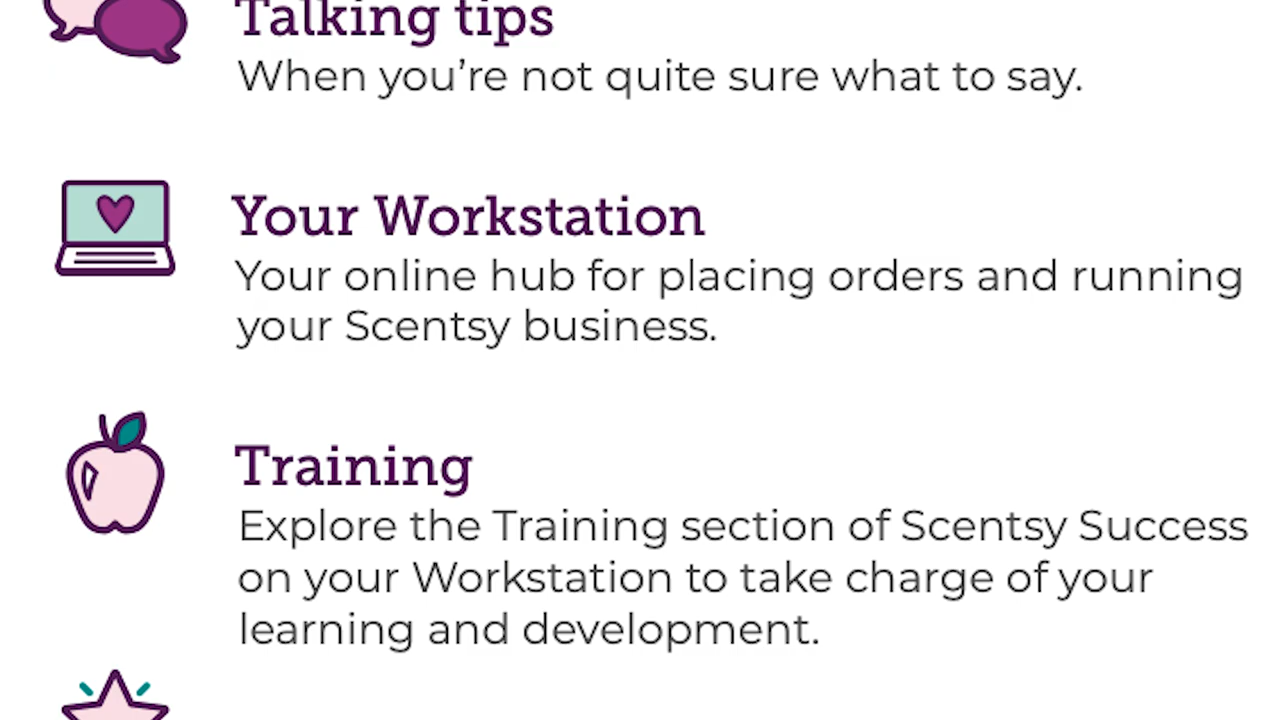 Talking tips
When you’re not quite sure what to say.
Your Workstation
Your online hub for placing orders and running
your Scentsy business.
Training
Explore the Training section of Scentsy Success
on your Workstation to take charge of your
learning and development.